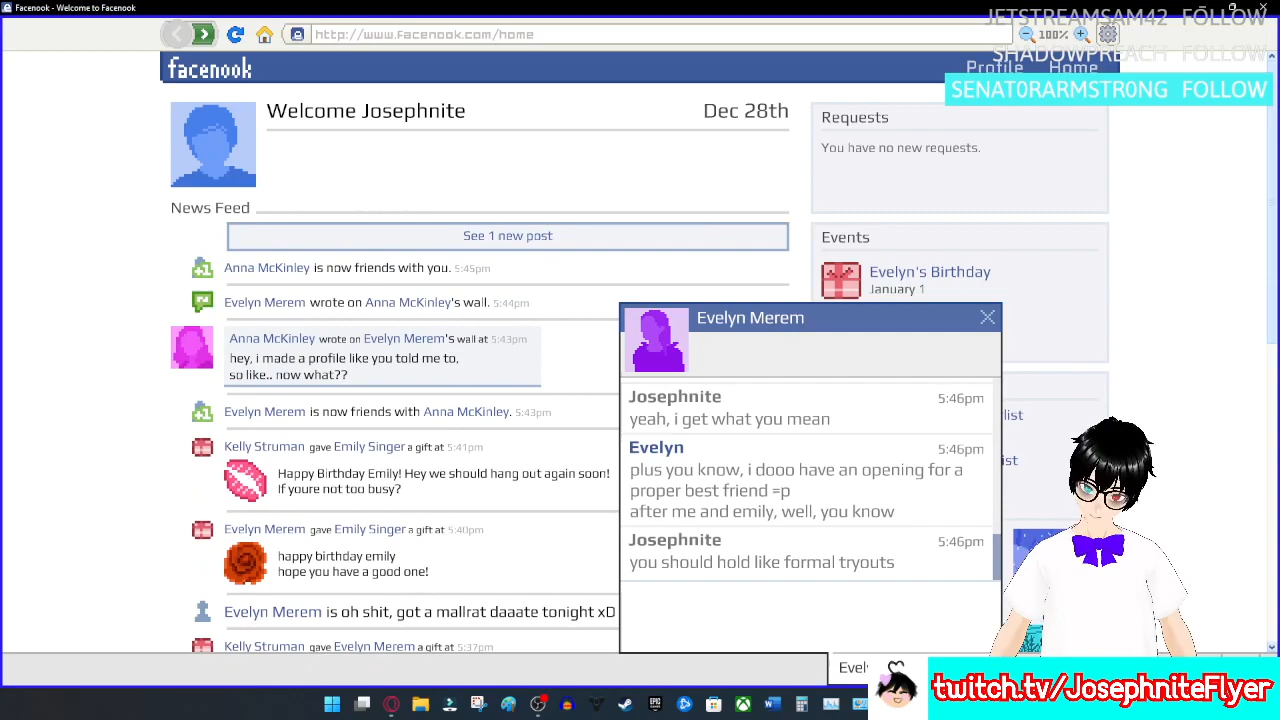 Facenook - Welcome to Facenook
JETSTREAMSAM42 FOLLOW
http://www.facenook.com/home
100%
SHADOWPREACH FOLLOW
facenook
Profile Home
SENAT0RARMSTR0NG FOLLOW
Welcome Josephnite
Dec 28th
Requests
You have no new requests.
News Feed
See 1 new post
Events
Evelyn's Birthday
January 1
Anna McKinley is now friends with you. 5:45pm
Evelyn Merem wrote on Anna McKinley's wall. 5:44pm
Anna McKinley wrote on Evelyn Merem's wall at 5:43pm
hey, i made a profile like you told me to,
so like.. now what??
Evelyn Merem is now friends with Anna McKinley. 5:43pm
Kelly Struman gave Emily Singer a gift at 5:41pm
Happy Birthday Emily! Hey we should hang out again soon!
If youre not too busy?
Evelyn Merem gave Emily Singer a gift at 5:40pm
happy birthday emily
hope you have a good one!
Evelyn Merem is oh shit, got a mallrat daaate tonight xD
Kelly Struman gave Evelyn Merem a gift at 5:37pm
Evelyn Merem
Josephnite 5:46pm
yeah, i get what you mean
Evelyn 5:46pm
plus you know, i dooo have an opening for a
proper best friend =p
after me and emily, well, you know
Josephnite 5:46pm
you should hold like formal tryouts
twitch.tv/JosephniteFlyer